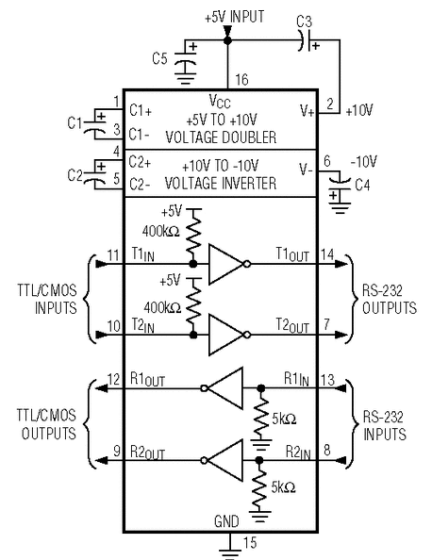 +5V INPUT
C3
C5
16
VCC
+5V TO +10V
VOLTAGE DOUBLER
1
C1+
C1
3
C1-
V+
2
+10V
4
C2+
C2
5
C2-
+10V TO -10V
VOLTAGE INVERTER
V-
6
-10V
C4
+5V
400kΩ
11
T1IN
T1OUT
14
+5V
400kΩ
TTL/CMOS
INPUTS
RS-232
OUTPUTS
10
T2IN
T2OUT
7
12
R1OUT
R1IN
13
5kΩ
TTL/CMOS
OUTPUTS
RS-232
INPUTS
9
R2OUT
R2IN
8
5kΩ
GND
15